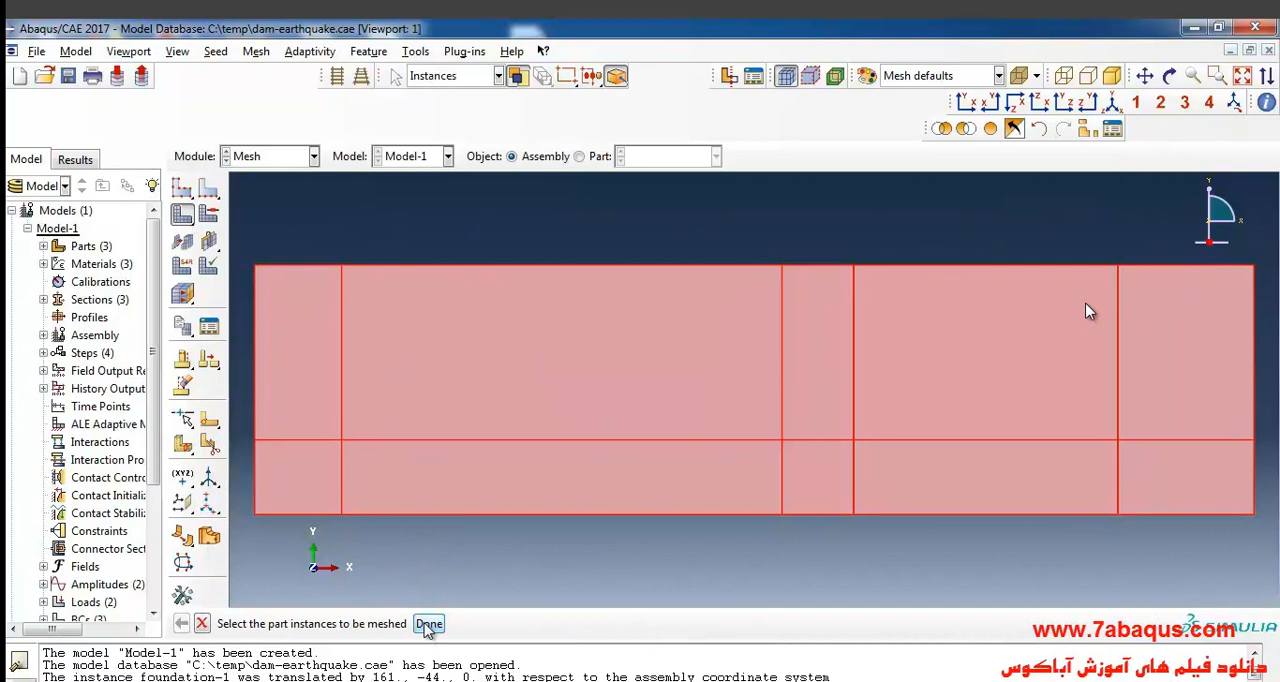 Abaqus/CAE 2017 - Model Database: C:\temp\dam-earthquake.cae [Viewport: 1]
File Model Viewport View Seed Mesh Adaptivity Feature Tools Plug-ins Help
Instances Mesh defaults
1 2 3 4
Model Results Module: Mesh Model: Model-1 Object: Assembly Part:
Model
Models (1)
Model-1
Parts (3)
Materials (3)
Calibrations
Sections (3)
Profiles
Assembly
Steps (4)
Field Output Re
History Output
Time Points
ALE Adaptive M
Interactions
Interaction Pro
Contact Contr
Contact Initializ
Contact Stabiliz
Constraints
Connector Sect
Fields
Amplitudes (2)
Loads (2)
BCs (3)
Y
X
Y
Z
X
Select the part instances to be meshed Done
SIMULIA
www.7abaqus.com
The model "Model-1" has been created.
The model database "C:\temp\dam-earthquake.cae" has been opened.
دانلود فیلم های آموزش آباکوس
The instance foundation-1 was translated by with respect to the assembly coordinate system